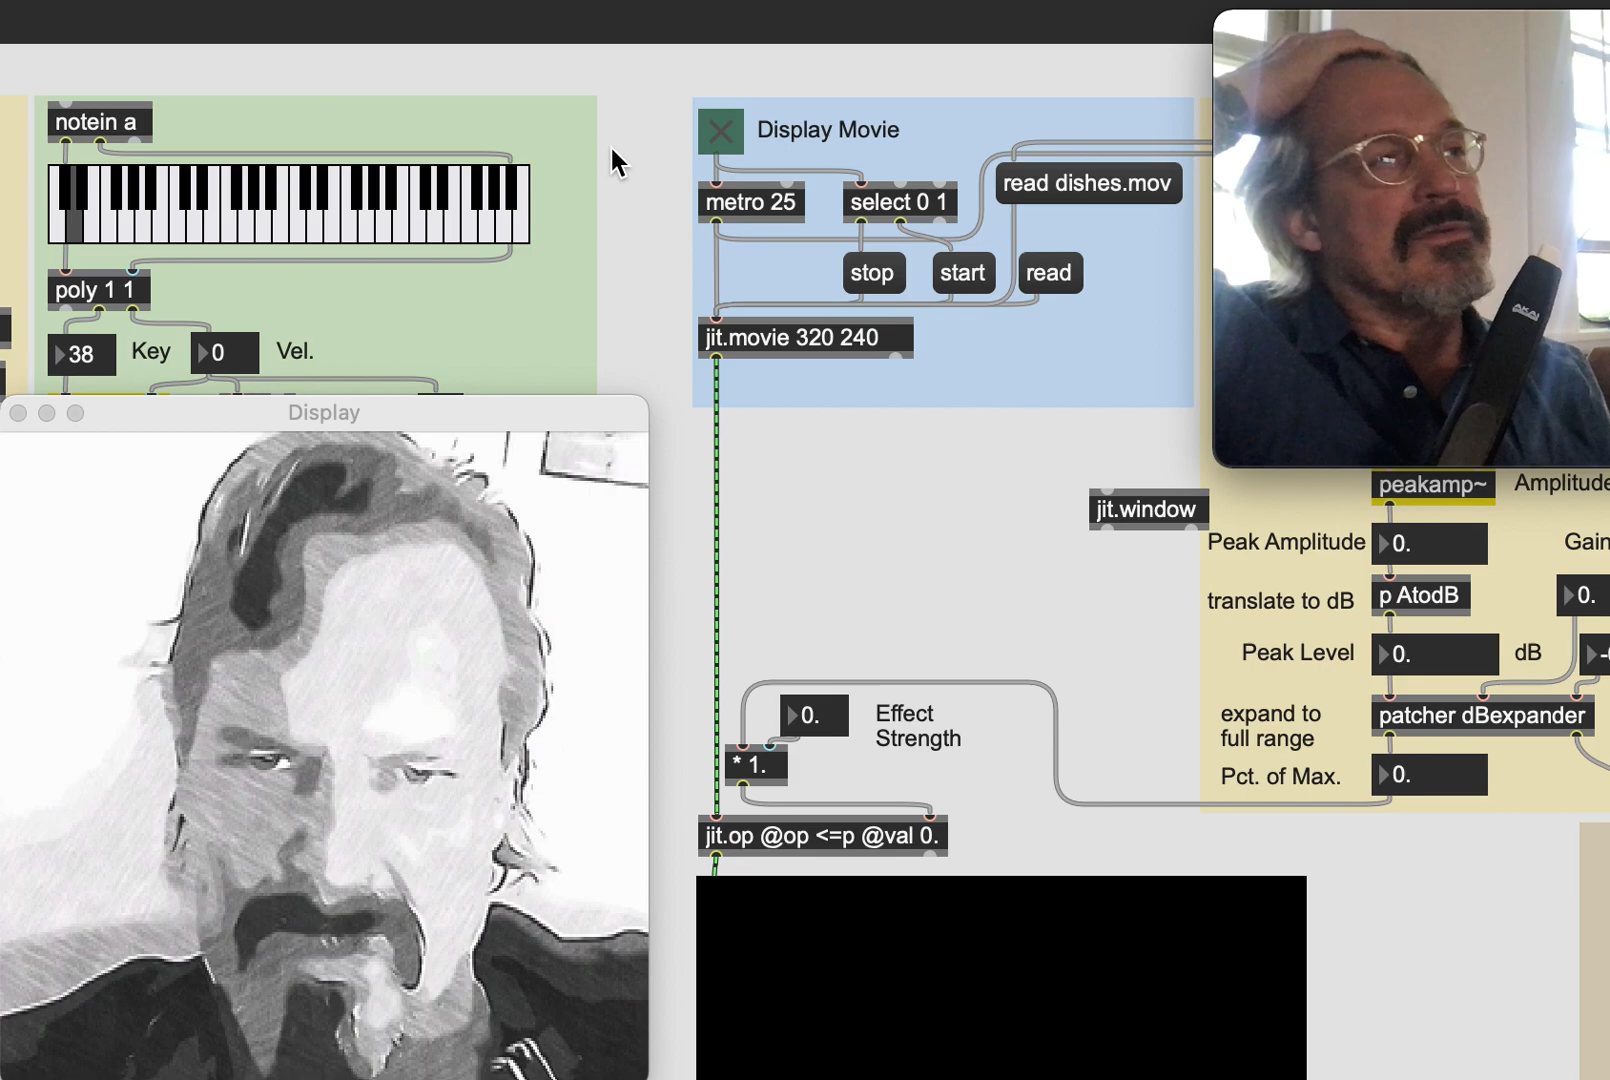 notein a
poly 1 1
38
Key
0
Vel.
Display
Display Movie
metro 25
select 0 1
read dishes.mov
stop
start
read
jit.movie 320 240
jit.window
0.
Effect
Strength
* 1.
jit.op @op <=p @val 0.
AKAI
peakamp~
Amplitude
Peak Amplitude
0.
Gain
translate to dB
p AtodB
0.
Peak Level
0.
dB
expand to
full range
patcher dBexpander
Pct. of Max.
0.